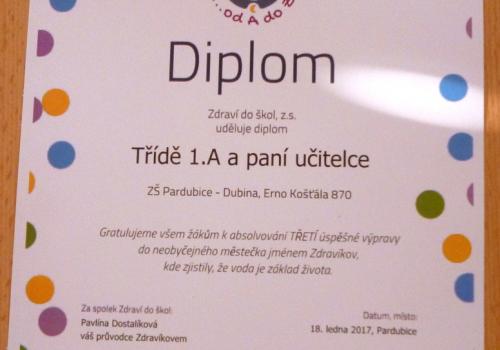 ...od A do Z
Diplom
Zdraví do škol, z.s.
uděluje diplom
Třídě 1.A a paní učitelce
ZŠ Pardubice - Dubina, Erno Košťála 870
Gratulujeme všem žákům k absolvování TŘETÍ úspěšné výpravy
do neobyčejného městečka jménem Zdravíkov,
kde zjistily, že voda je základ života.
Za spolek Zdraví do škol:
Pavlína Dostalíková
váš průvodce Zdravíkovem
Datum, místo:
18. ledna 2017, Pardubice